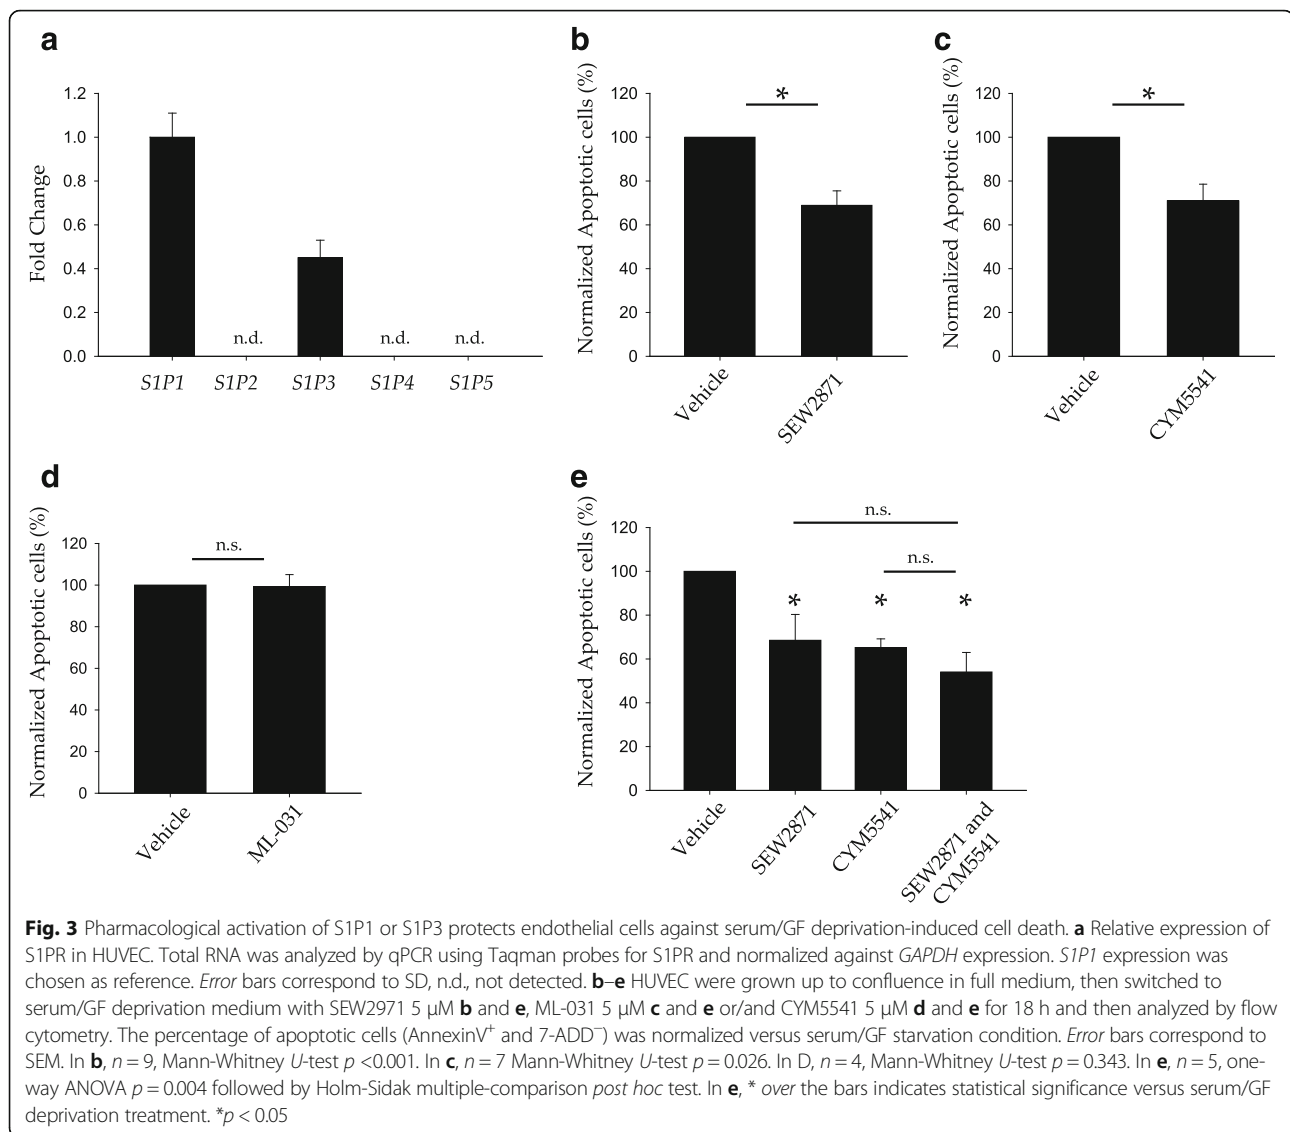 a
Fold Change
1.2
1.0
0.8
0.6
0.4
0.2
0.0
n.d.
n.d.
n.d.
S1P1
S1P2
S1P3
S1P4
S1P5
b
Normalized Apoptotic cells (%)
120
100
80
60
40
20
0
*
Vehicle
SEW2871
c
Normalized Apoptotic cells (%)
120
100
80
60
40
20
0
*
Vehicle
CYM5541
d
Normalized Apoptotic cells (%)
120
100
80
60
40
20
0
n.s.
Vehicle
ML-031
e
Normalized Apoptotic cells (%)
120
100
80
60
40
20
0
n.s.
n.s.
*
*
*
Vehicle
SEW2871
CYM5541
SEW2871 and
CYM5541
Fig. 3 Pharmacological activation of S1P1 or S1P3 protects endothelial cells against serum/GF deprivation-induced cell death. a Relative expression of
S1PR in HUVEC. Total RNA was analyzed by qPCR using Taqman probes for S1PR and normalized against GAPDH expression. S1P1 expression was
chosen as reference. Error bars correspond to SD, n.d., not detected. b–e HUVEC were grown up to confluence in full medium, then switched to
serum/GF deprivation medium with SEW2971 5 μM b and e, ML-031 5 μM c and e or/and CYM5541 5 μM d and e for 18 h and then analyzed by flow
cytometry. The percentage of apoptotic cells (AnnexinV+ and 7-ADD−) was normalized versus serum/GF starvation condition. Error bars correspond to
SEM. In b, n = 9, Mann-Whitney U-test p <0.001. In c, n = 7 Mann-Whitney U-test p = 0.026. In D, n = 4, Mann-Whitney U-test p = 0.343. In e, n = 5, one-
way ANOVA p = 0.004 followed by Holm-Sidak multiple-comparison post hoc test. In e, * over the bars indicates statistical significance versus serum/GF
deprivation treatment. *p < 0.05